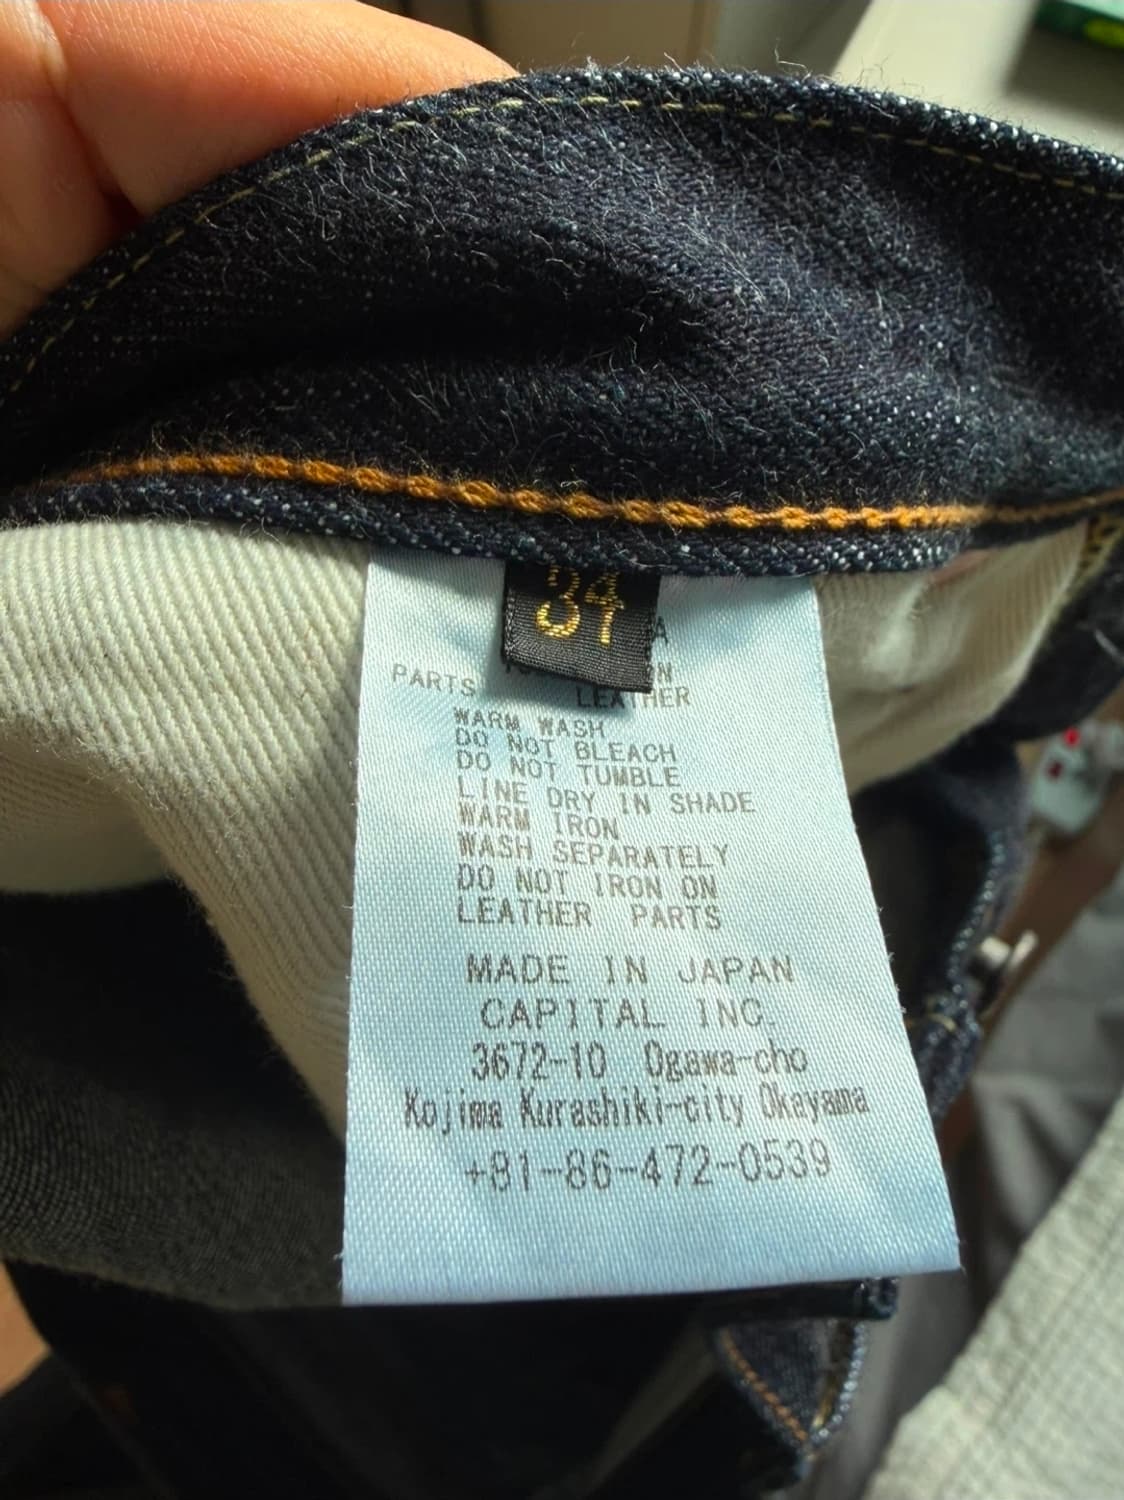 34
A
N
PARTS LEATHER
WARM WASH
DO NOT BLEACH
DO NOT TUMBLE
LINE DRY IN SHADE
WARM IRON
WASH SEPARATELY
DO NOT IRON ON
LEATHER PARTS
MADE IN JAPAN
CAPITAL INC.
3672-10 Ogawa-cho
Kojima Kurashiki-city Okayama
+81-86-472-0539